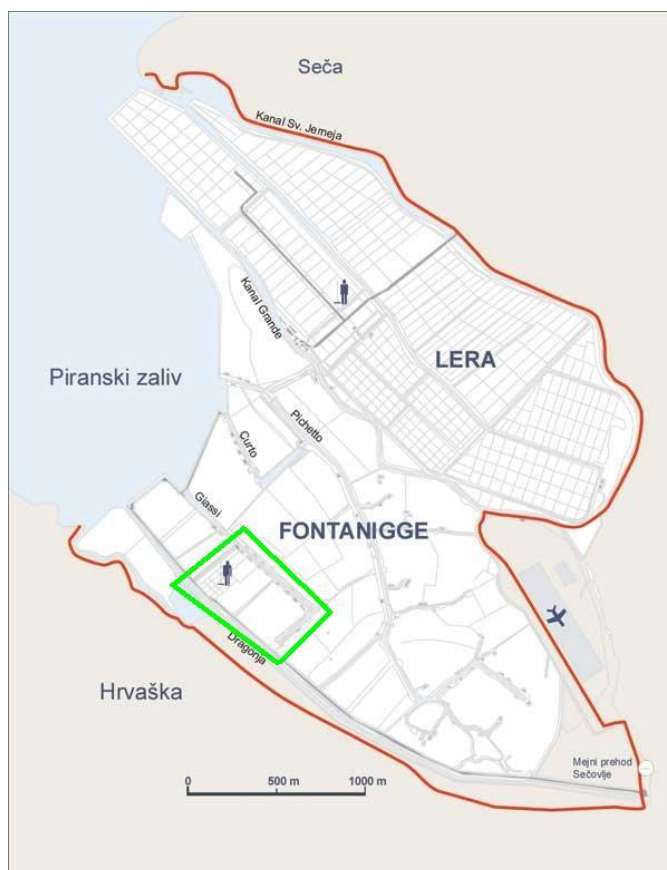 Seča
Kanal Sv. Jerneja
Kanal Grande
LERA
Piranski zaliv
Pichetto
Curto
Giassi
FONTANIGGE
Dragonja
Hrvaška
Mejni prehod
Sečovlje
0 500 m 1000 m